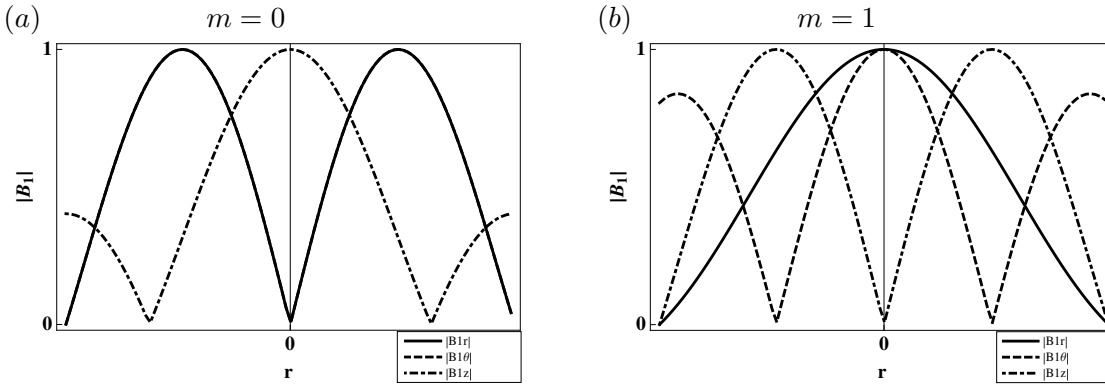 (a) m = 0
1
|B₁|
0
0
r
|B1r|
|B1θ|
|B1z|
(b) m = 1
1
|B₁|
0
0
r
|B1r|
|B1θ|
|B1z|